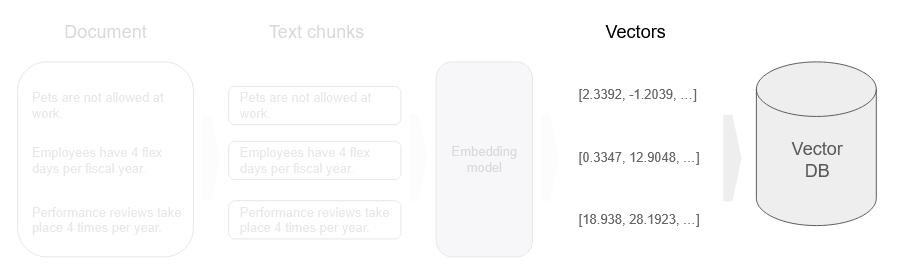 Document
Text chunks
Vectors
Pets are not allowed at
work.
Employees have 4 flex
days per fiscal year.
Performance reviews take
place 4 times per year.
Pets are not allowed at
work.
Employees have 4 flex
days per fiscal year.
Performance reviews take
place 4 times per year.
Embedding
model
[2.3392, -1.2039, ...]
[0.3347, 12.9048, ...]
[18.938, 28.1923, ...]
Vector
DB